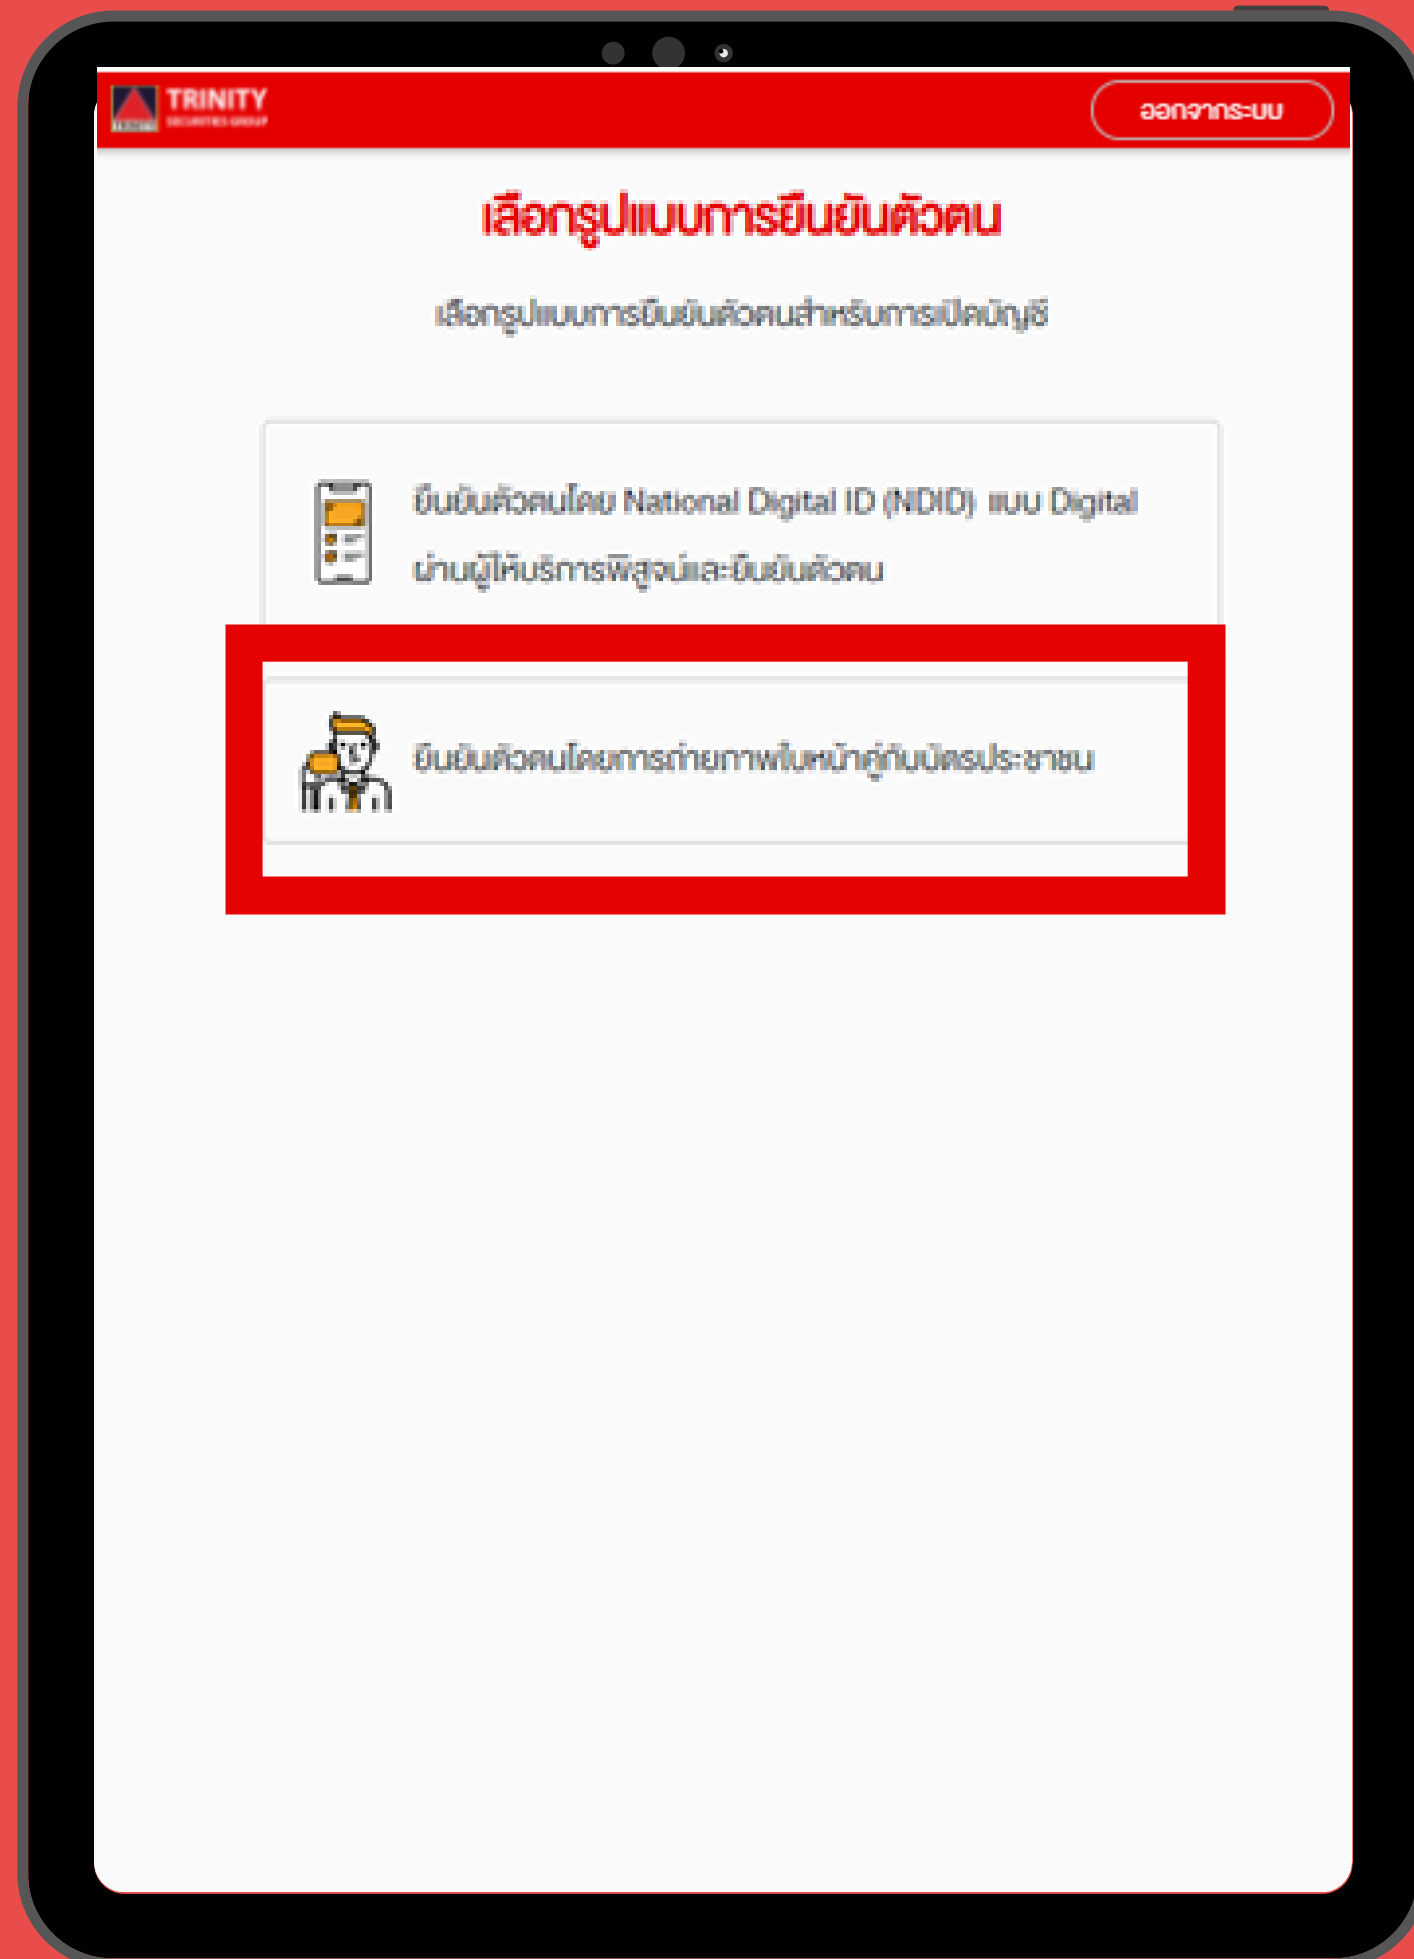 TRINITY
SECURITIES GROUP
TRINITY
ออกจากระบบ
เลือกรูปแบบการยืนยันตัวตน
เลือกรูปแบบการยืนยันตัวตนสำหรับการเปิดบัญชี
ยืนยันตัวตนโดย National Digital ID (NDID) แบบ Digital
ผ่านผู้ให้บริการพิสูจน์และยืนยันตัวตน
ยืนยันตัวตนโดยการถ่ายภาพใบหน้าคู่กับบัตรประชาชน